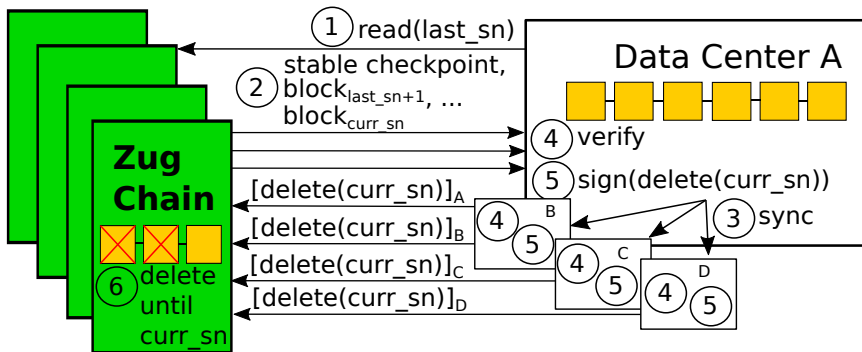 ① read(last_sn)
② stable checkpoint,
block_last_sn+1, ...
block_curr_sn
Data Center A
④ verify
⑤ sign(delete(curr_sn))
③ sync
Zug
Chain
⑥ delete
until
curr_sn
[delete(curr_sn)]_A
[delete(curr_sn)]_B
[delete(curr_sn)]_C
[delete(curr_sn)]_D
B
④ ⑤
C
④ ⑤
D
④ ⑤